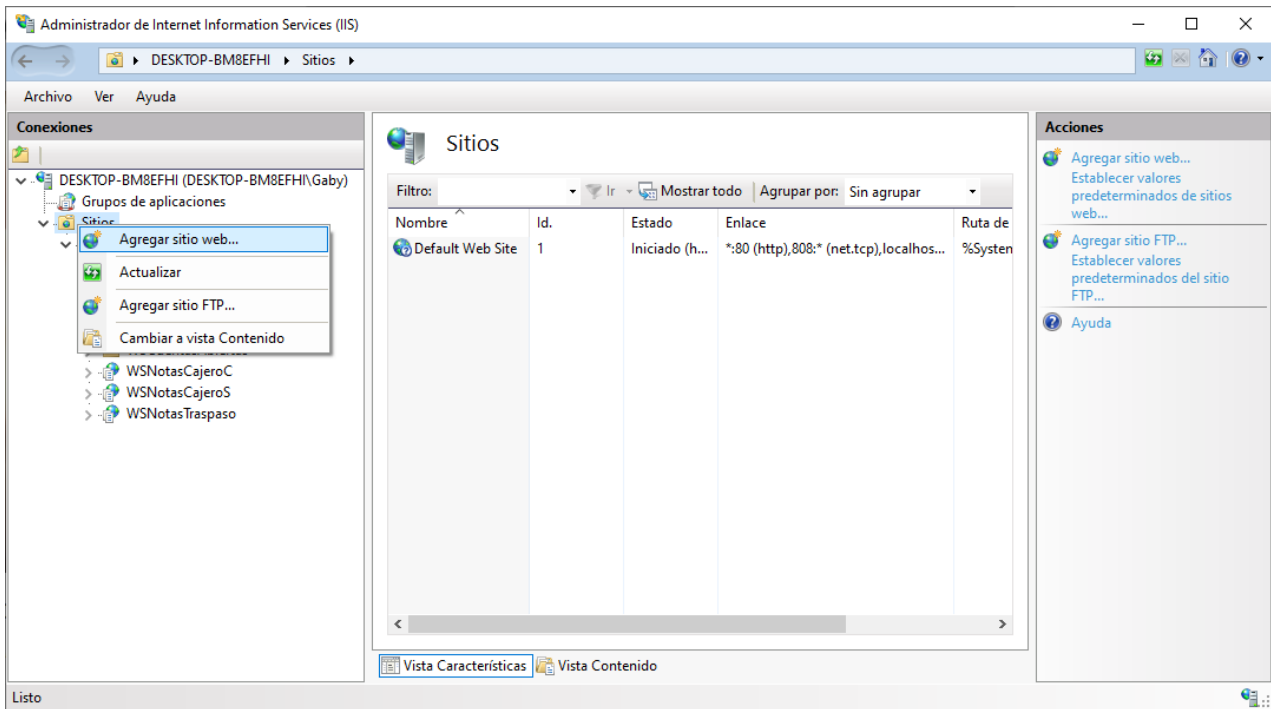 Administrador de Internet Information Services (IIS)
DESKTOP-BM8EFHI Sitios
Archivo Ver Ayuda
Conexiones
DESKTOP-BM8EFHI (DESKTOP-BM8EFHI\Gaby)
Grupos de aplicaciones
Sitios
Agregar sitio web...
Actualizar
Agregar sitio FTP...
Cambiar a vista Contenido
WSNotasCajeroC
WSNotasCajeroS
WSNotasTraspaso
Sitios
Filtro: Ir Mostrar todo Agrupar por: Sin agrupar
Nombre Id. Estado Enlace Ruta de
Default Web Site 1 Iniciado (h... *:80 (http),808:* (net.tcp),localhos... %System
Vista Características Vista Contenido
Acciones
Agregar sitio web...
Establecer valores
predeterminados de sitios
web...
Agregar sitio FTP...
Establecer valores
predeterminados del sitio
FTP...
Ayuda
Listo